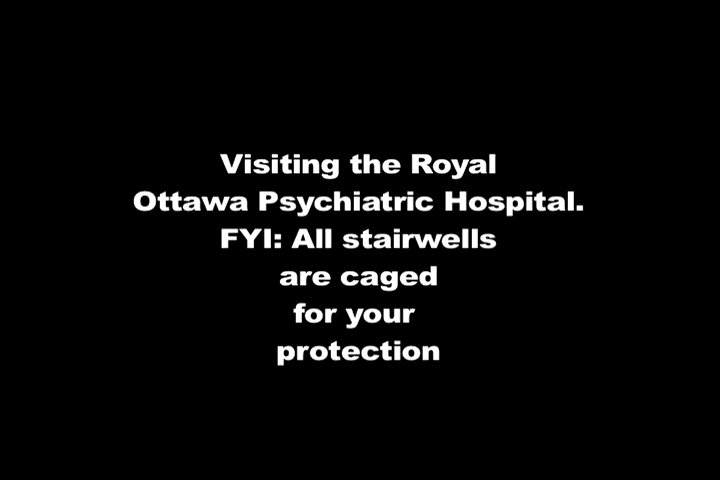 Visiting the Royal
Ottawa Psychiatric Hospital.
FYI: All stairwells
are caged
for your
protection